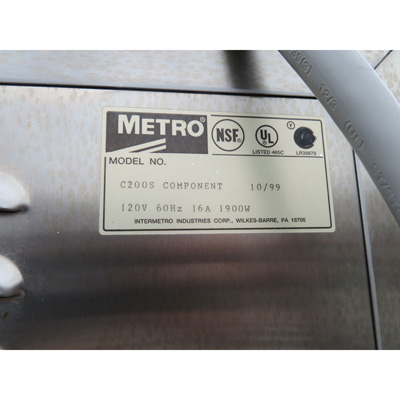 METRO
NSF
UL
LISTED 465C
MODEL NO.
C200S COMPONENT 10/99
120V 60Hz 16A 1900W
INTERMETRO INDUSTRIES CORP., WILKES-BARRE, PA 18705